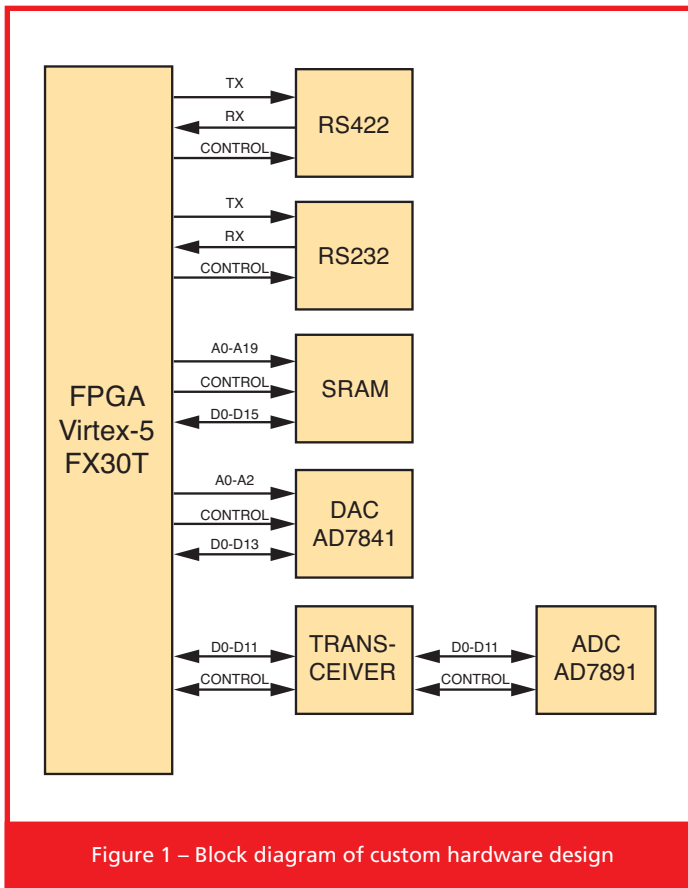 FPGA
Virtex-5
FX30T
TX
RX
CONTROL
RS422
TX
RX
CONTROL
RS232
A0-A19
CONTROL
D0-D15
SRAM
A0-A2
CONTROL
D0-D13
DAC
AD7841
D0-D11
CONTROL
TRANS-
CEIVER
D0-D11
CONTROL
ADC
AD7891
Figure 1 – Block diagram of custom hardware design